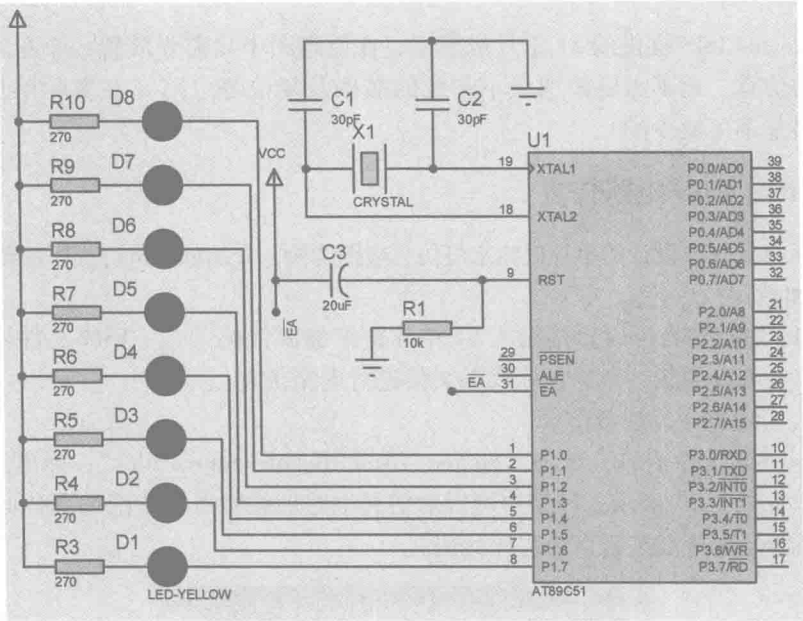 R10
270
D8
R9
270
D7
R8
270
D6
R7
270
D5
R6
270
D4
R5
270
D3
R4
270
D2
R3
270
D1
LED-YELLOW
C1
30pF
C2
30pF
X1
CRYSTAL
VCC
C3
20uF
R1
10k
EA
EA
U1
19 XTAL1
18 XTAL2
9 RST
29 PSEN
30 ALE
31 EA
1 P1.0
2 P1.1
3 P1.2
4 P1.3
5 P1.4
6 P1.5
7 P1.6
8 P1.7
P0.0/AD0 39
P0.1/AD1 38
P0.2/AD2 37
P0.3/AD3 36
P0.4/AD4 35
P0.5/AD5 34
P0.6/AD6 33
P0.7/AD7 32
P2.0/A8 21
P2.1/A9 22
P2.2/A10 23
P2.3/A11 24
P2.4/A12 25
P2.5/A13 26
P2.6/A14 27
P2.7/A15 28
P3.0/RXD 10
P3.1/TXD 11
P3.2/INT0 12
P3.3/INT1 13
P3.4/T0 14
P3.5/T1 15
P3.6/WR 16
P3.7/RD 17
AT89C51